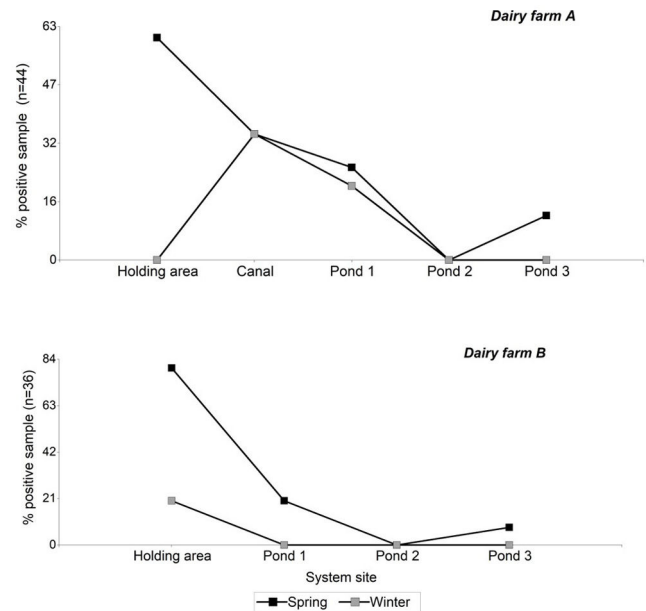 Dairy farm A
% positive sample (n=44)
63
47
32
16
0
Holding area Canal Pond 1 Pond 2 Pond 3
Dairy farm B
% positive sample (n=36)
84
63
42
21
0
Holding area Pond 1 Pond 2 Pond 3
System site
Spring Winter